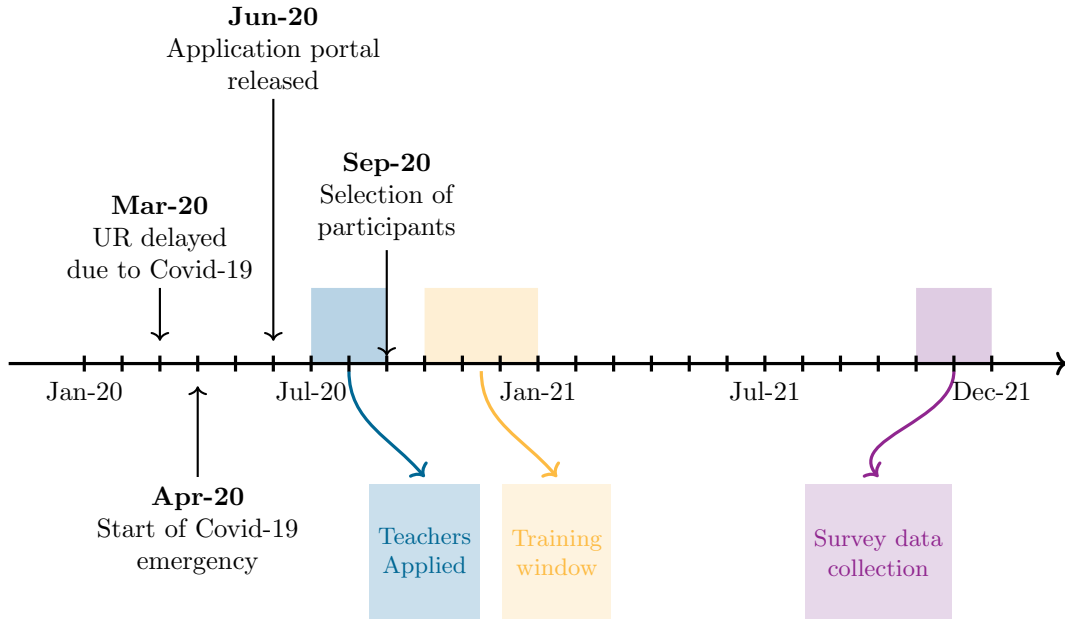 Jun-20
Application portal
released
Sep-20
Selection of
participants
Mar-20
UR delayed
due to Covid-19
Jan-20
Jul-20
Jan-21
Jul-21
Dec-21
Apr-20
Start of Covid-19
emergency
Teachers
Applied
Training
window
Survey data
collection